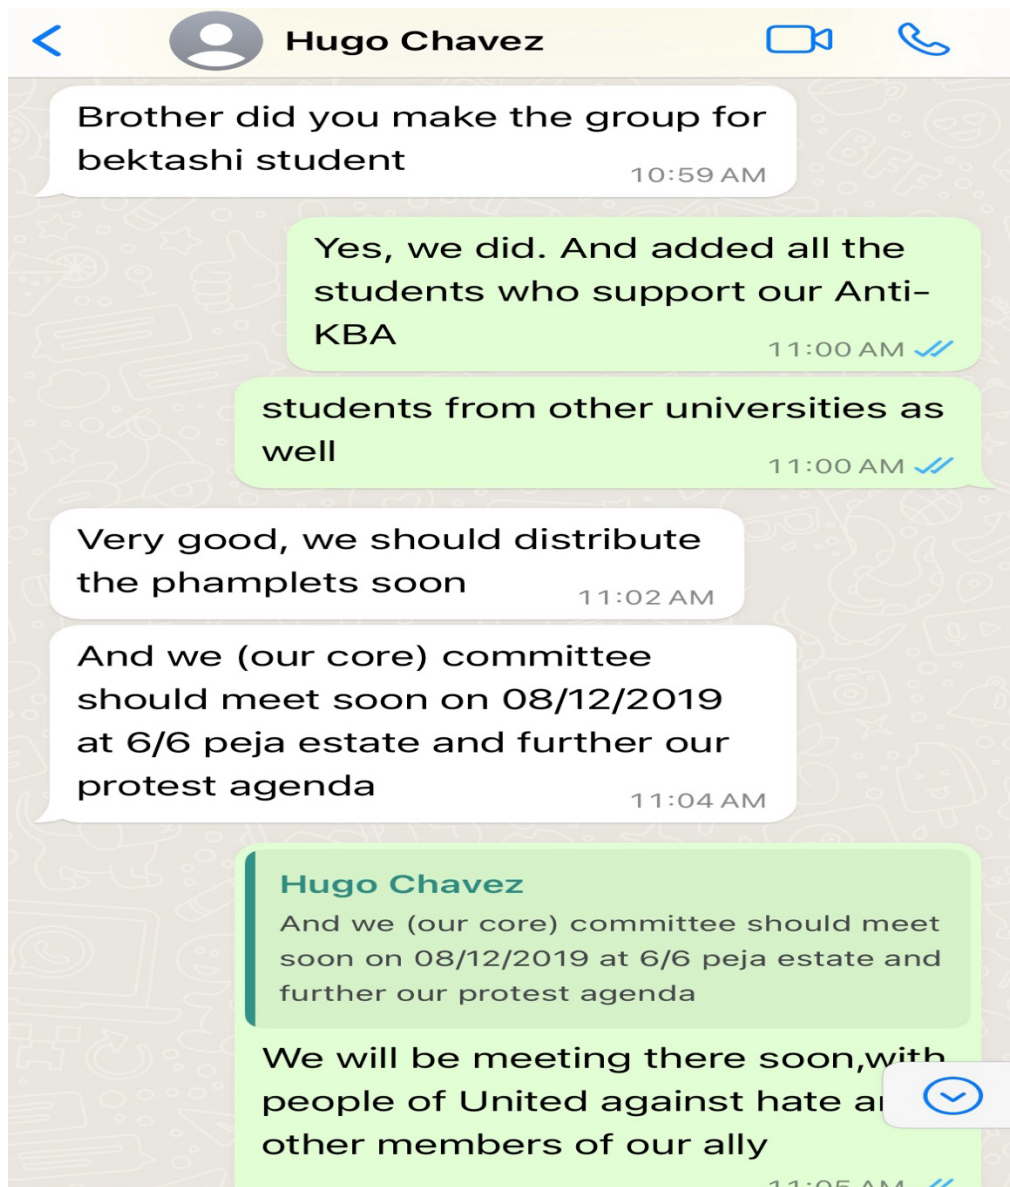 Hugo Chavez
Brother did you make the group for
bektashi student
10:59 AM
Yes, we did. And added all the
students who support our Anti-
KBA
11:00 AM
students from other universities as
well
11:00 AM
Very good, we should distribute
the phamplets soon
11:02 AM
And we (our core) committee
should meet soon on 08/12/2019
at 6/6 peja estate and further our
protest agenda
11:04 AM
Hugo Chavez
And we (our core) committee should meet
soon on 08/12/2019 at 6/6 peja estate and
further our protest agenda
We will be meeting there soon,with
people of United against hate
other members of our ally
11:05 AM